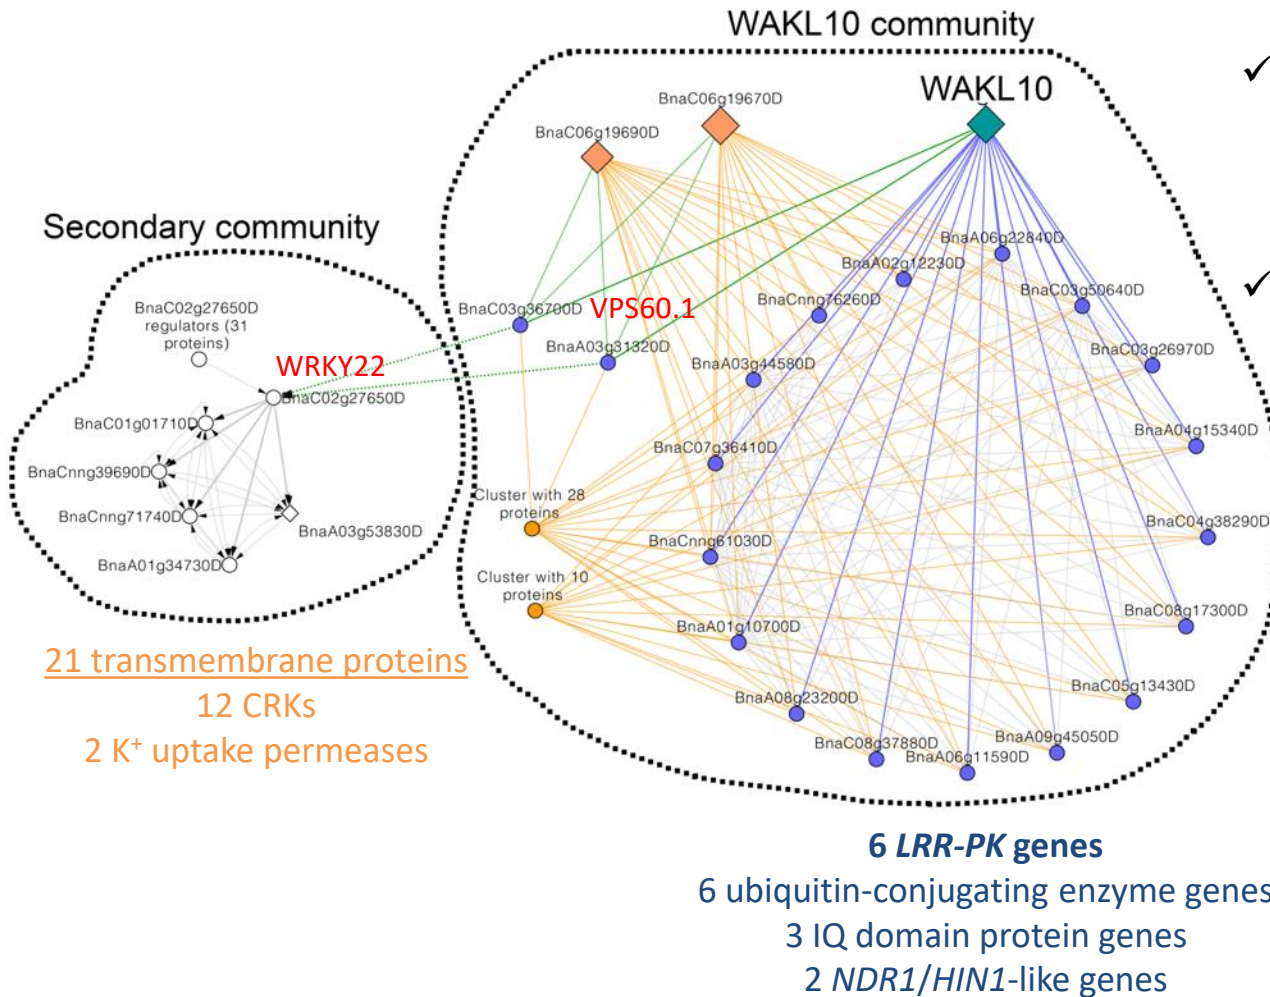 WAKL10 community
WAKL10
BnaC06g19670D
BnaC06g19690D
Secondary community
BnaA06g22840D
BnaA02g12230D
BnaC02g27650D
regulators (31
proteins)
BnaCnng76260D
BnaC03g50640D
BnaC03g36700D
VPS60.1
BnaA03g31320D
WRKY22
BnaA03g44580D
BnaC03g26970D
BnaC02g27650D
BnaC01g01710D
BnaA04g15340D
BnaC07g36410D
BnaCnng39690D
Cluster with 28
proteins
BnaCnng71740D
BnaA03g53830D
BnaC04g38290D
BnaCnng61030D
BnaA01g34730D
Cluster with 10
proteins
BnaC08g17300D
BnaA01g10700D
21 transmembrane proteins
12 CRKs
2 K⁺ uptake permeases
BnaC05g13430D
BnaA08g23200D
BnaC08g37880D
BnaA09g45050D
BnaA06g11590D
6 LRR-PK genes
6 ubiquitin-conjugating enzyme genes
3 IQ domain protein genes
2 NDR1/HIN1-like genes